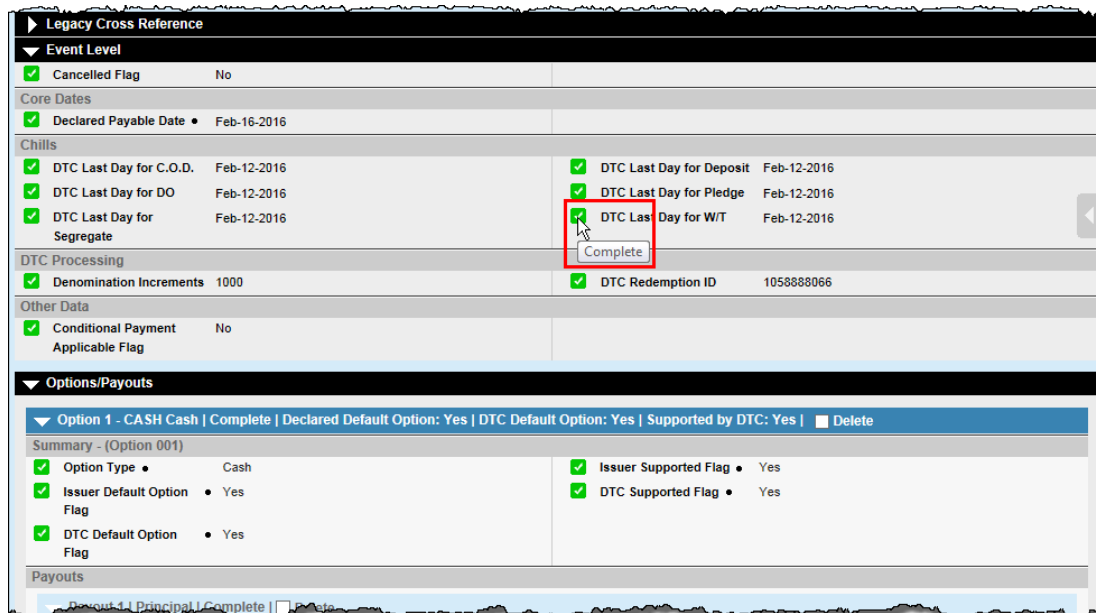 Legacy Cross Reference
Event Level
Cancelled Flag No
Core Dates
Declared Payable Date • Feb-16-2016
Chills
DTC Last Day for C.O.D. Feb-12-2016 DTC Last Day for Deposit Feb-12-2016
DTC Last Day for DO Feb-12-2016 DTC Last Day for Pledge Feb-12-2016
DTC Last Day for Feb-12-2016 DTC Last Day for W/T Feb-12-2016
Segregate
Complete
DTC Processing
Denomination Increments 1000 DTC Redemption ID 1058888066
Other Data
Conditional Payment No
Applicable Flag
Options/Payouts
Option 1 - CASH Cash | Complete | Declared Default Option: Yes | DTC Default Option: Yes | Supported by DTC: Yes | Delete
Summary - (Option 001)
Option Type • Cash Issuer Supported Flag • Yes
Issuer Default Option • Yes DTC Supported Flag • Yes
Flag
DTC Default Option • Yes
Flag
Payouts
Payout 1 | Principal | Complete | Delete